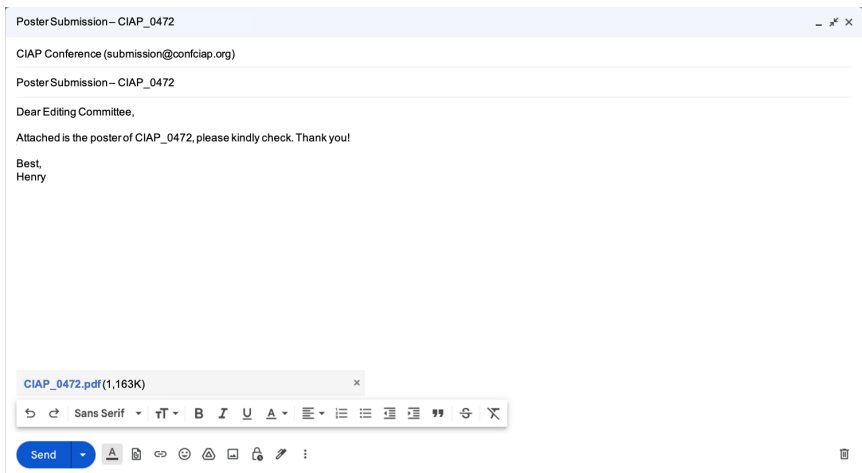 Poster Submission – CIAP_0472
CIAP Conference (submission@confciap.org)
Poster Submission – CIAP_0472
Dear Editing Committee,
Attached is the poster of CIAP_0472, please kindly check. Thank you!
Best,
Henry
CIAP_0472.pdf (1,163K)
Sans Serif
Send